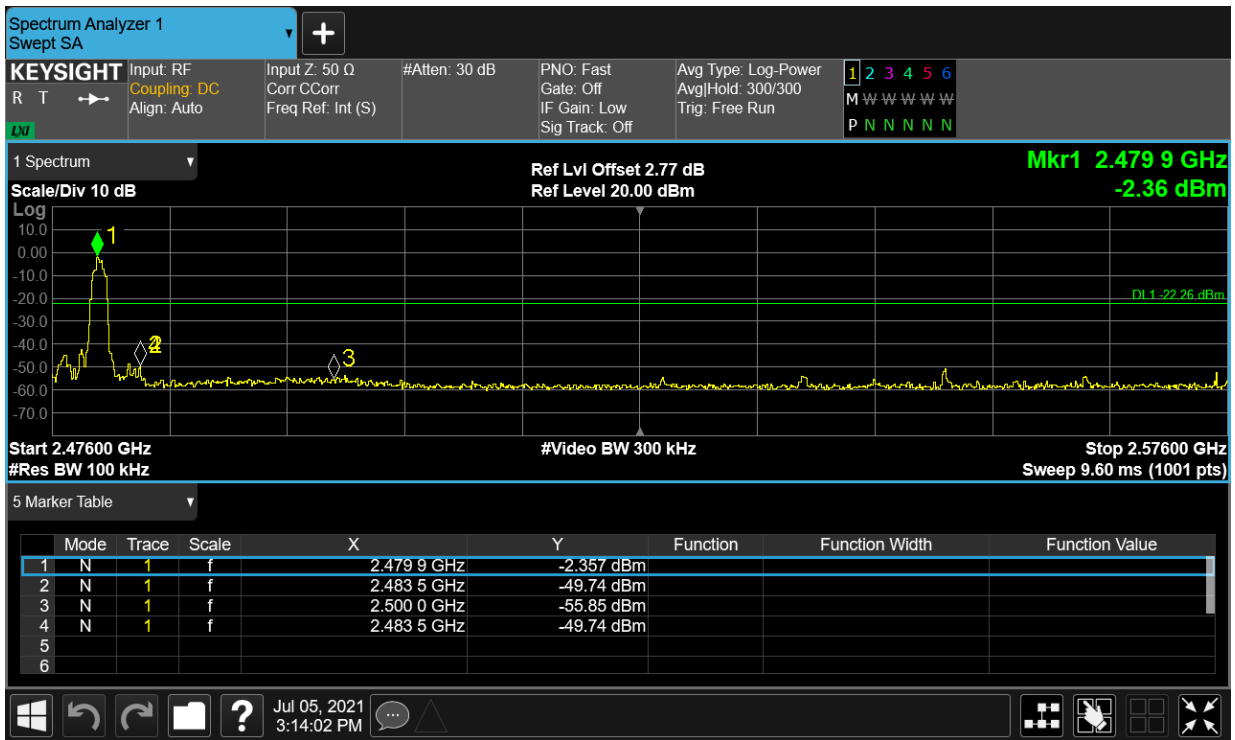 Spectrum Analyzer 1
Swept SA
+
KEYSIGHT
R T
LXI
Input: RF
Coupling: DC
Align: Auto
Input Z: 50 Ω
Corr CCorr
Freq Ref: Int (S)
#Atten: 30 dB
PNO: Fast
Gate: Off
IF Gain: Low
Sig Track: Off
Avg Type: Log-Power
Avg|Hold: 300/300
Trig: Free Run
1 2 3 4 5 6
M W W W W W
P N N N N N
1 Spectrum
Scale/Div 10 dB
Ref Lvl Offset 2.77 dB
Ref Level 20.00 dBm
Mkr1 2.479 9 GHz
-2.36 dBm
Log
10.0
0.00
-10.0
-20.0
-30.0
-40.0
-50.0
-60.0
-70.0
1
3
DL1 -22.26 dBm
Start 2.47600 GHz
#Res BW 100 kHz
#Video BW 300 kHz
Stop 2.57600 GHz
Sweep 9.60 ms (1001 pts)
5 Marker Table
Mode Trace Scale X Y Function Function Width Function Value
1 N 1 f 2.479 9 GHz -2.357 dBm
2 N 1 f 2.483 5 GHz -49.74 dBm
3 N 1 f 2.500 0 GHz -55.85 dBm
4 N 1 f 2.483 5 GHz -49.74 dBm
5
6
?
Jul 05, 2021
3:14:02 PM